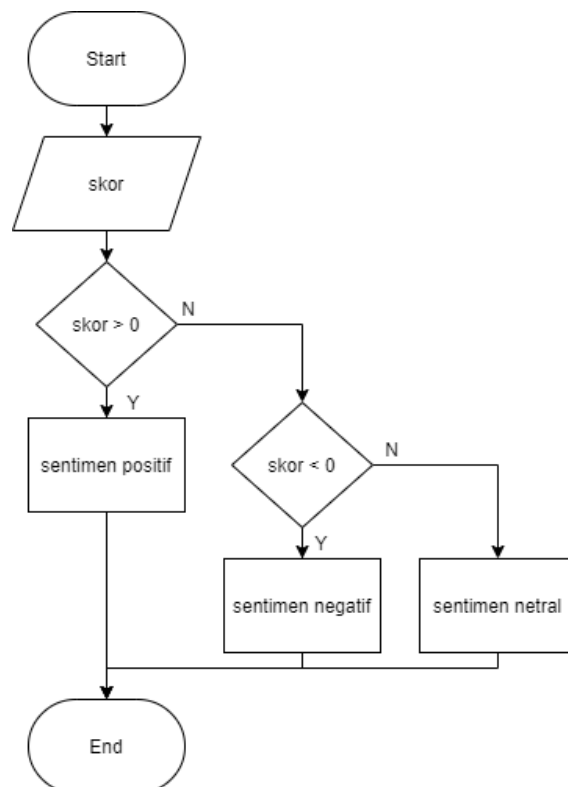 Start
skor
skor > 0
N
Y
sentimen positif
skor < 0
N
Y
sentimen negatif
sentimen netral
End